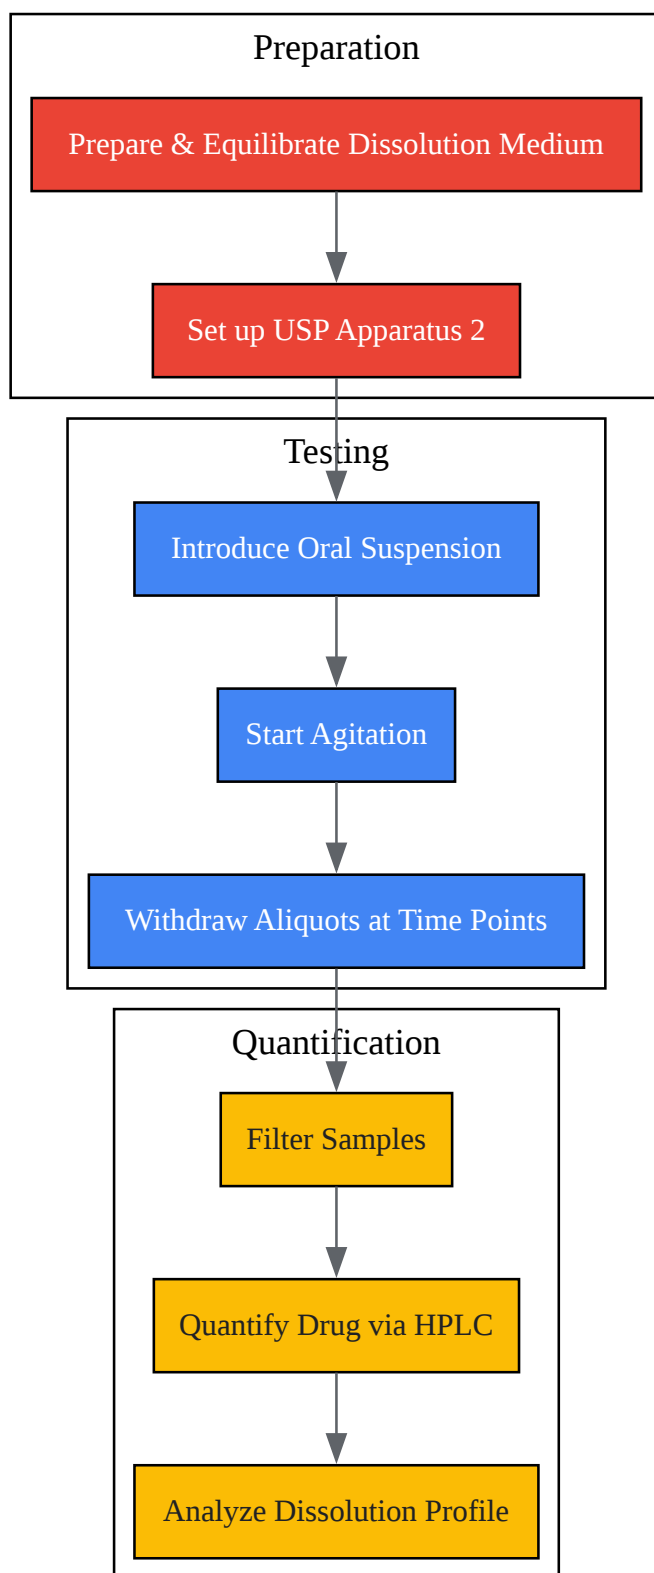 Preparation
Prepare & Equilibrate Dissolution Medium
Set up USP Apparatus 2
Testing
Introduce Oral Suspension
Start Agitation
Withdraw Aliquots at Time Points
Quantification
Filter Samples
Quantify Drug via HPLC
Analyze Dissolution Profile